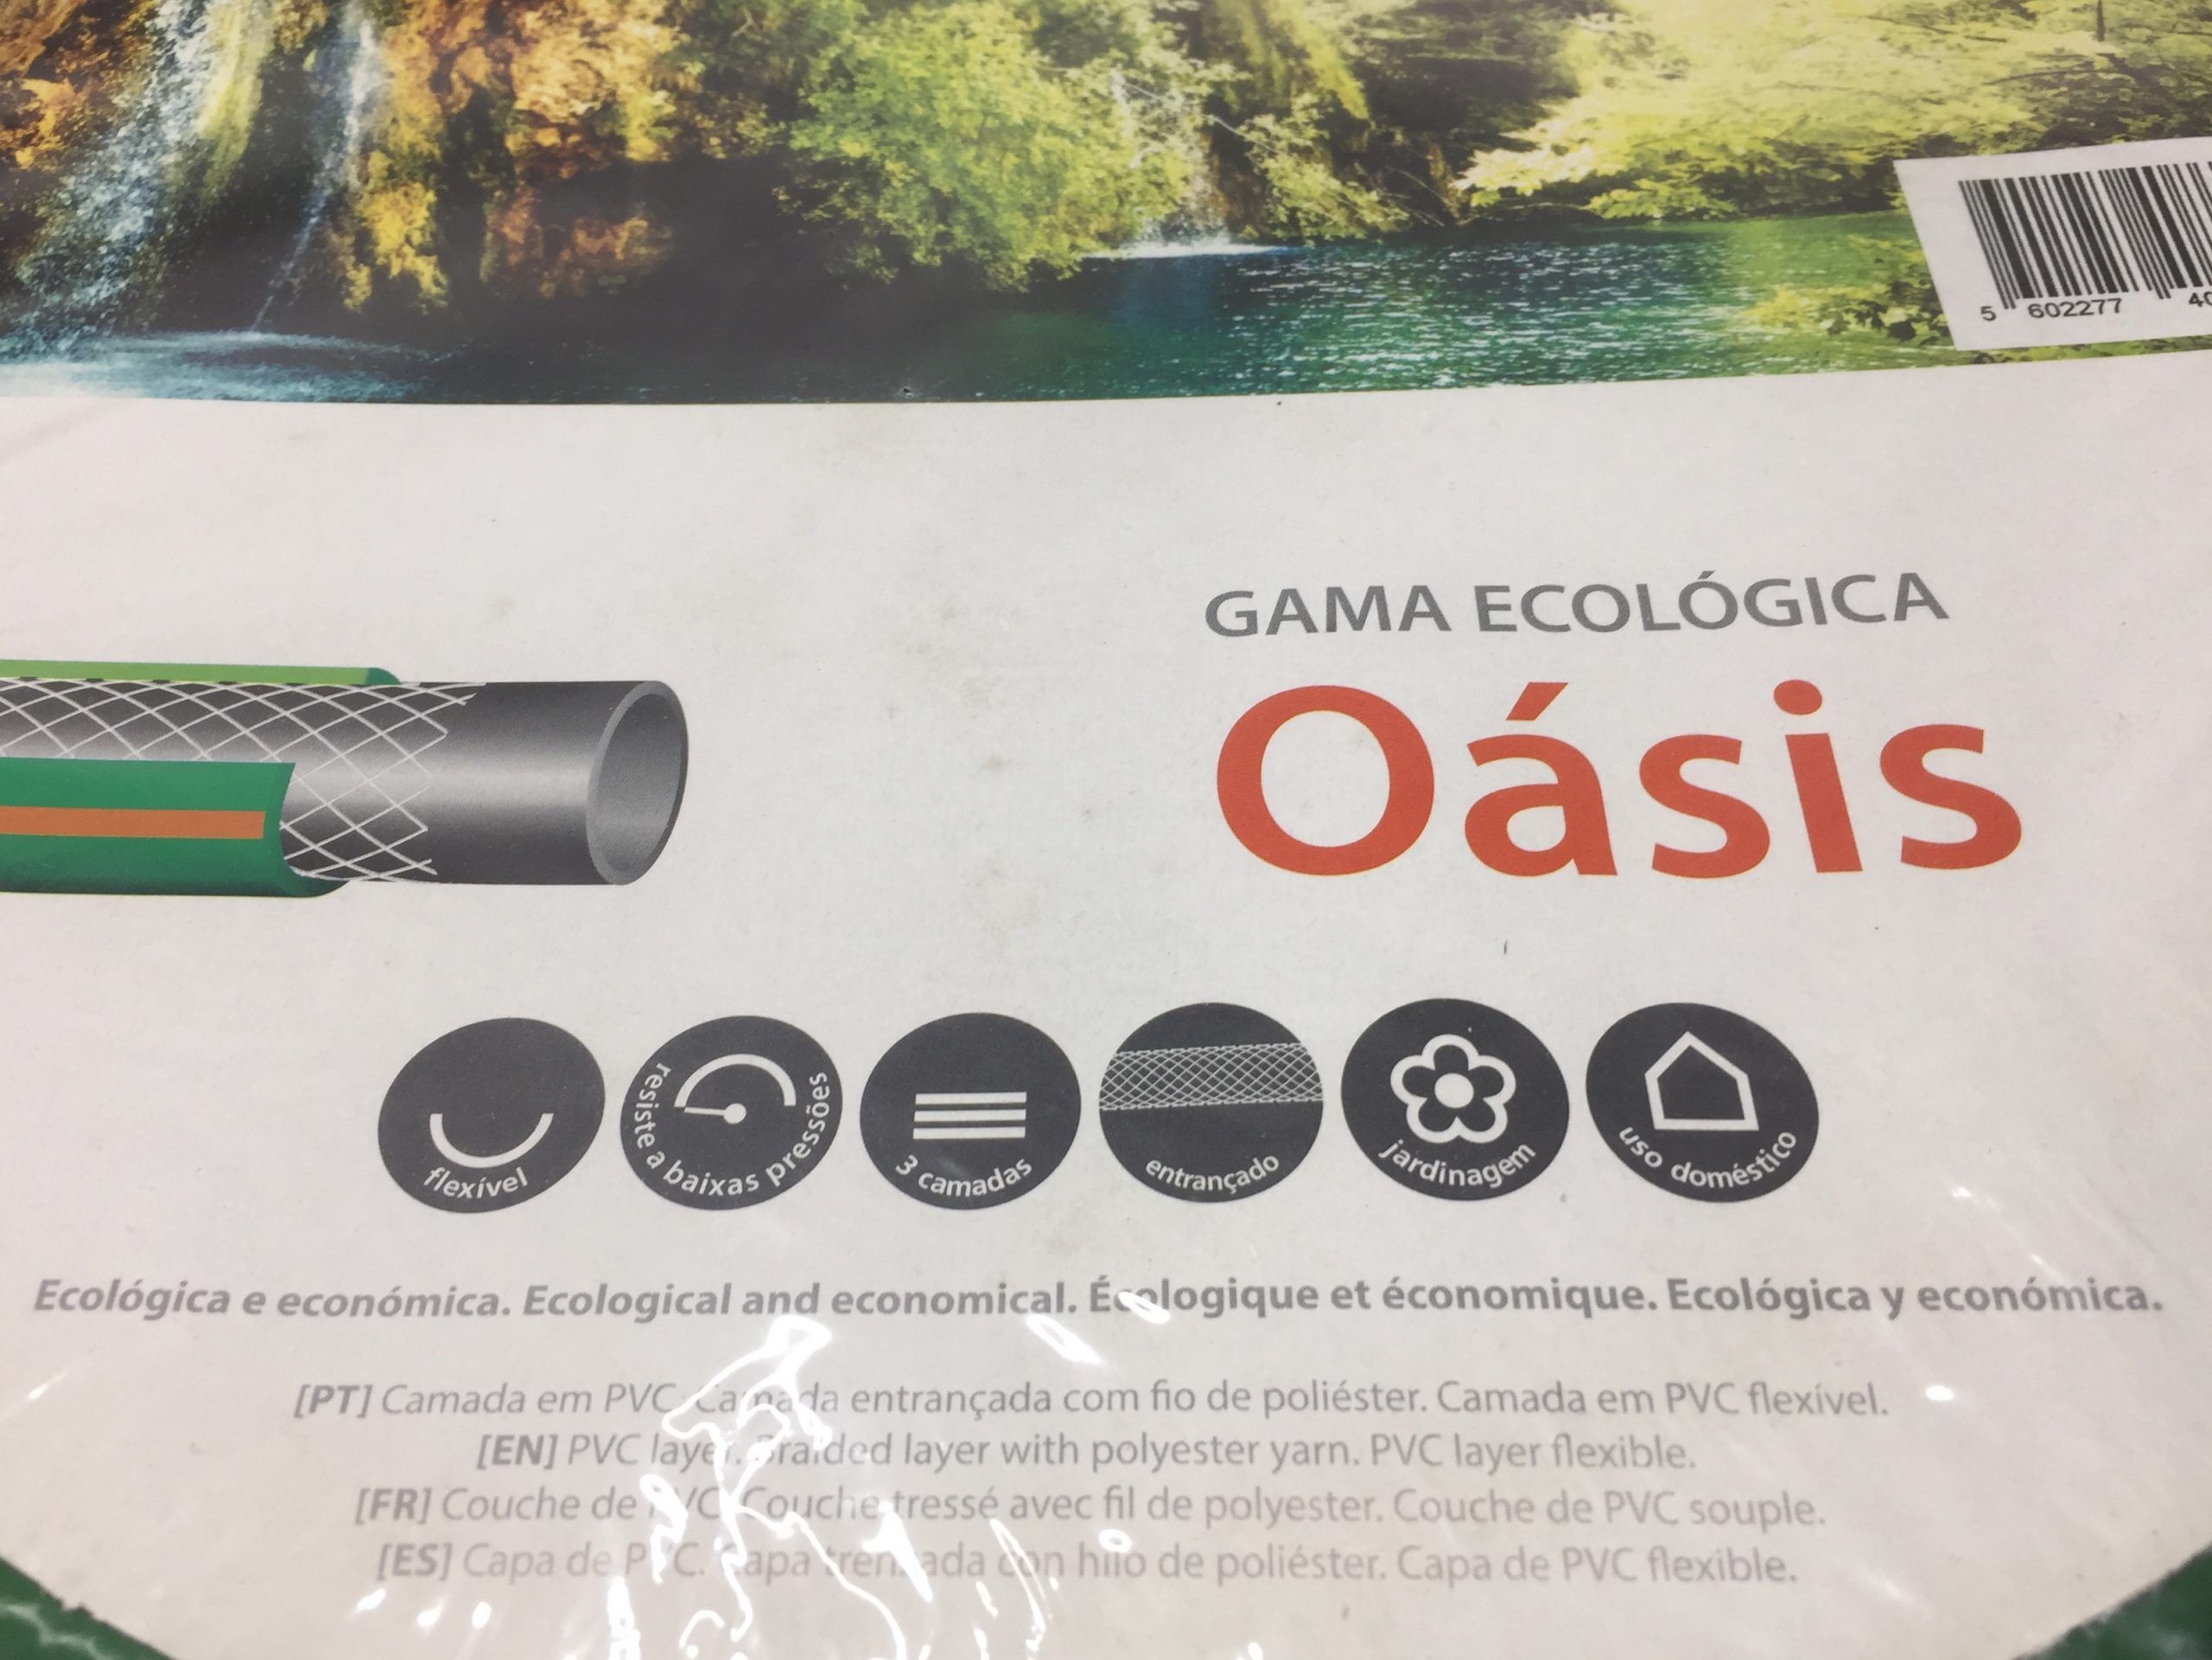 5 602277 40
GAMA ECOLÓGICA
Oásis
flexível
resiste a baixas pressões
3 camadas
entrançado
jardinagem
uso doméstico
Ecológica e económica. Ecological and economical. Écologique et économique. Ecológica y económica.
[PT] Camada em PVC. Camada entrançada com fio de poliéster. Camada em PVC flexível.
[EN] PVC layer. Braided layer with polyester yarn. PVC layer flexible.
[FR] Couche de PVC. Couche tressé avec fil de polyester. Couche de PVC souple.
[ES] Capa de PVC. Capa trenzada con hilo de poliéster. Capa de PVC flexible.